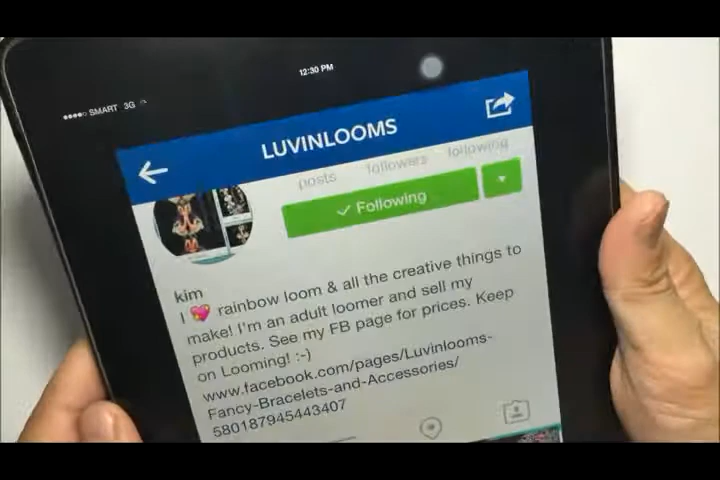 12:30 PM
SMART 3G
LUVINLOOMS
posts followers following
✓ Following
kim
I 💖 rainbow loom & all the creative things to
make! I'm an adult loomer and sell my
products. See my FB page for prices. Keep
on Looming! :-)
www.facebook.com/pages/Luvinlooms-
Fancy-Bracelets-and-Accessories/
580187945443407